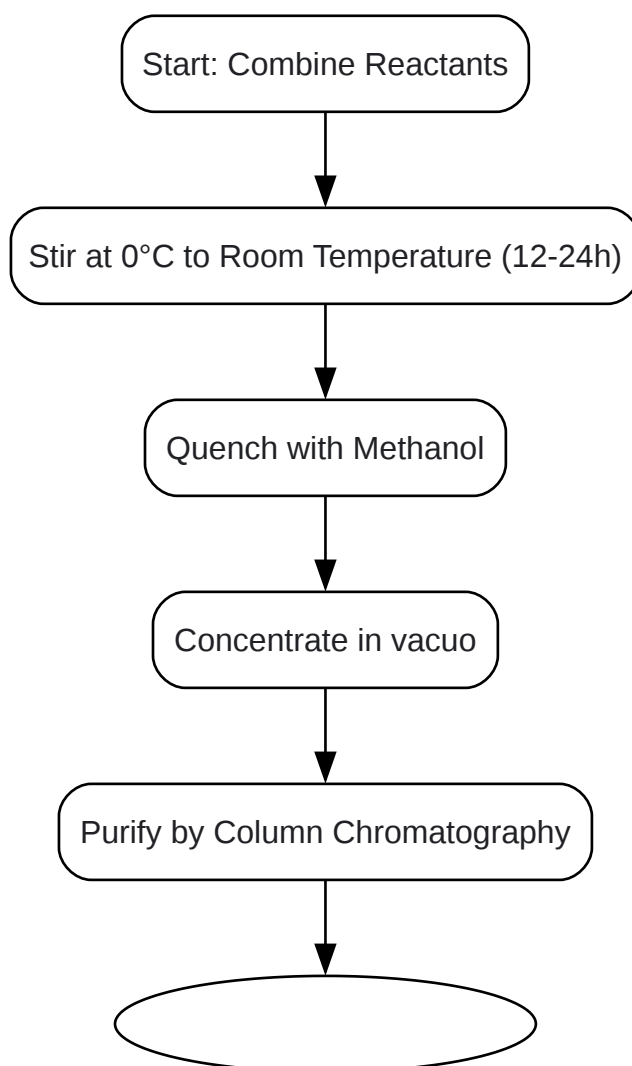 Start: Combine Reactants
Stir at 0°C to Room Temperature (12-24h)
Quench with Methanol
Concentrate in vacuo
Purify by Column Chromatography